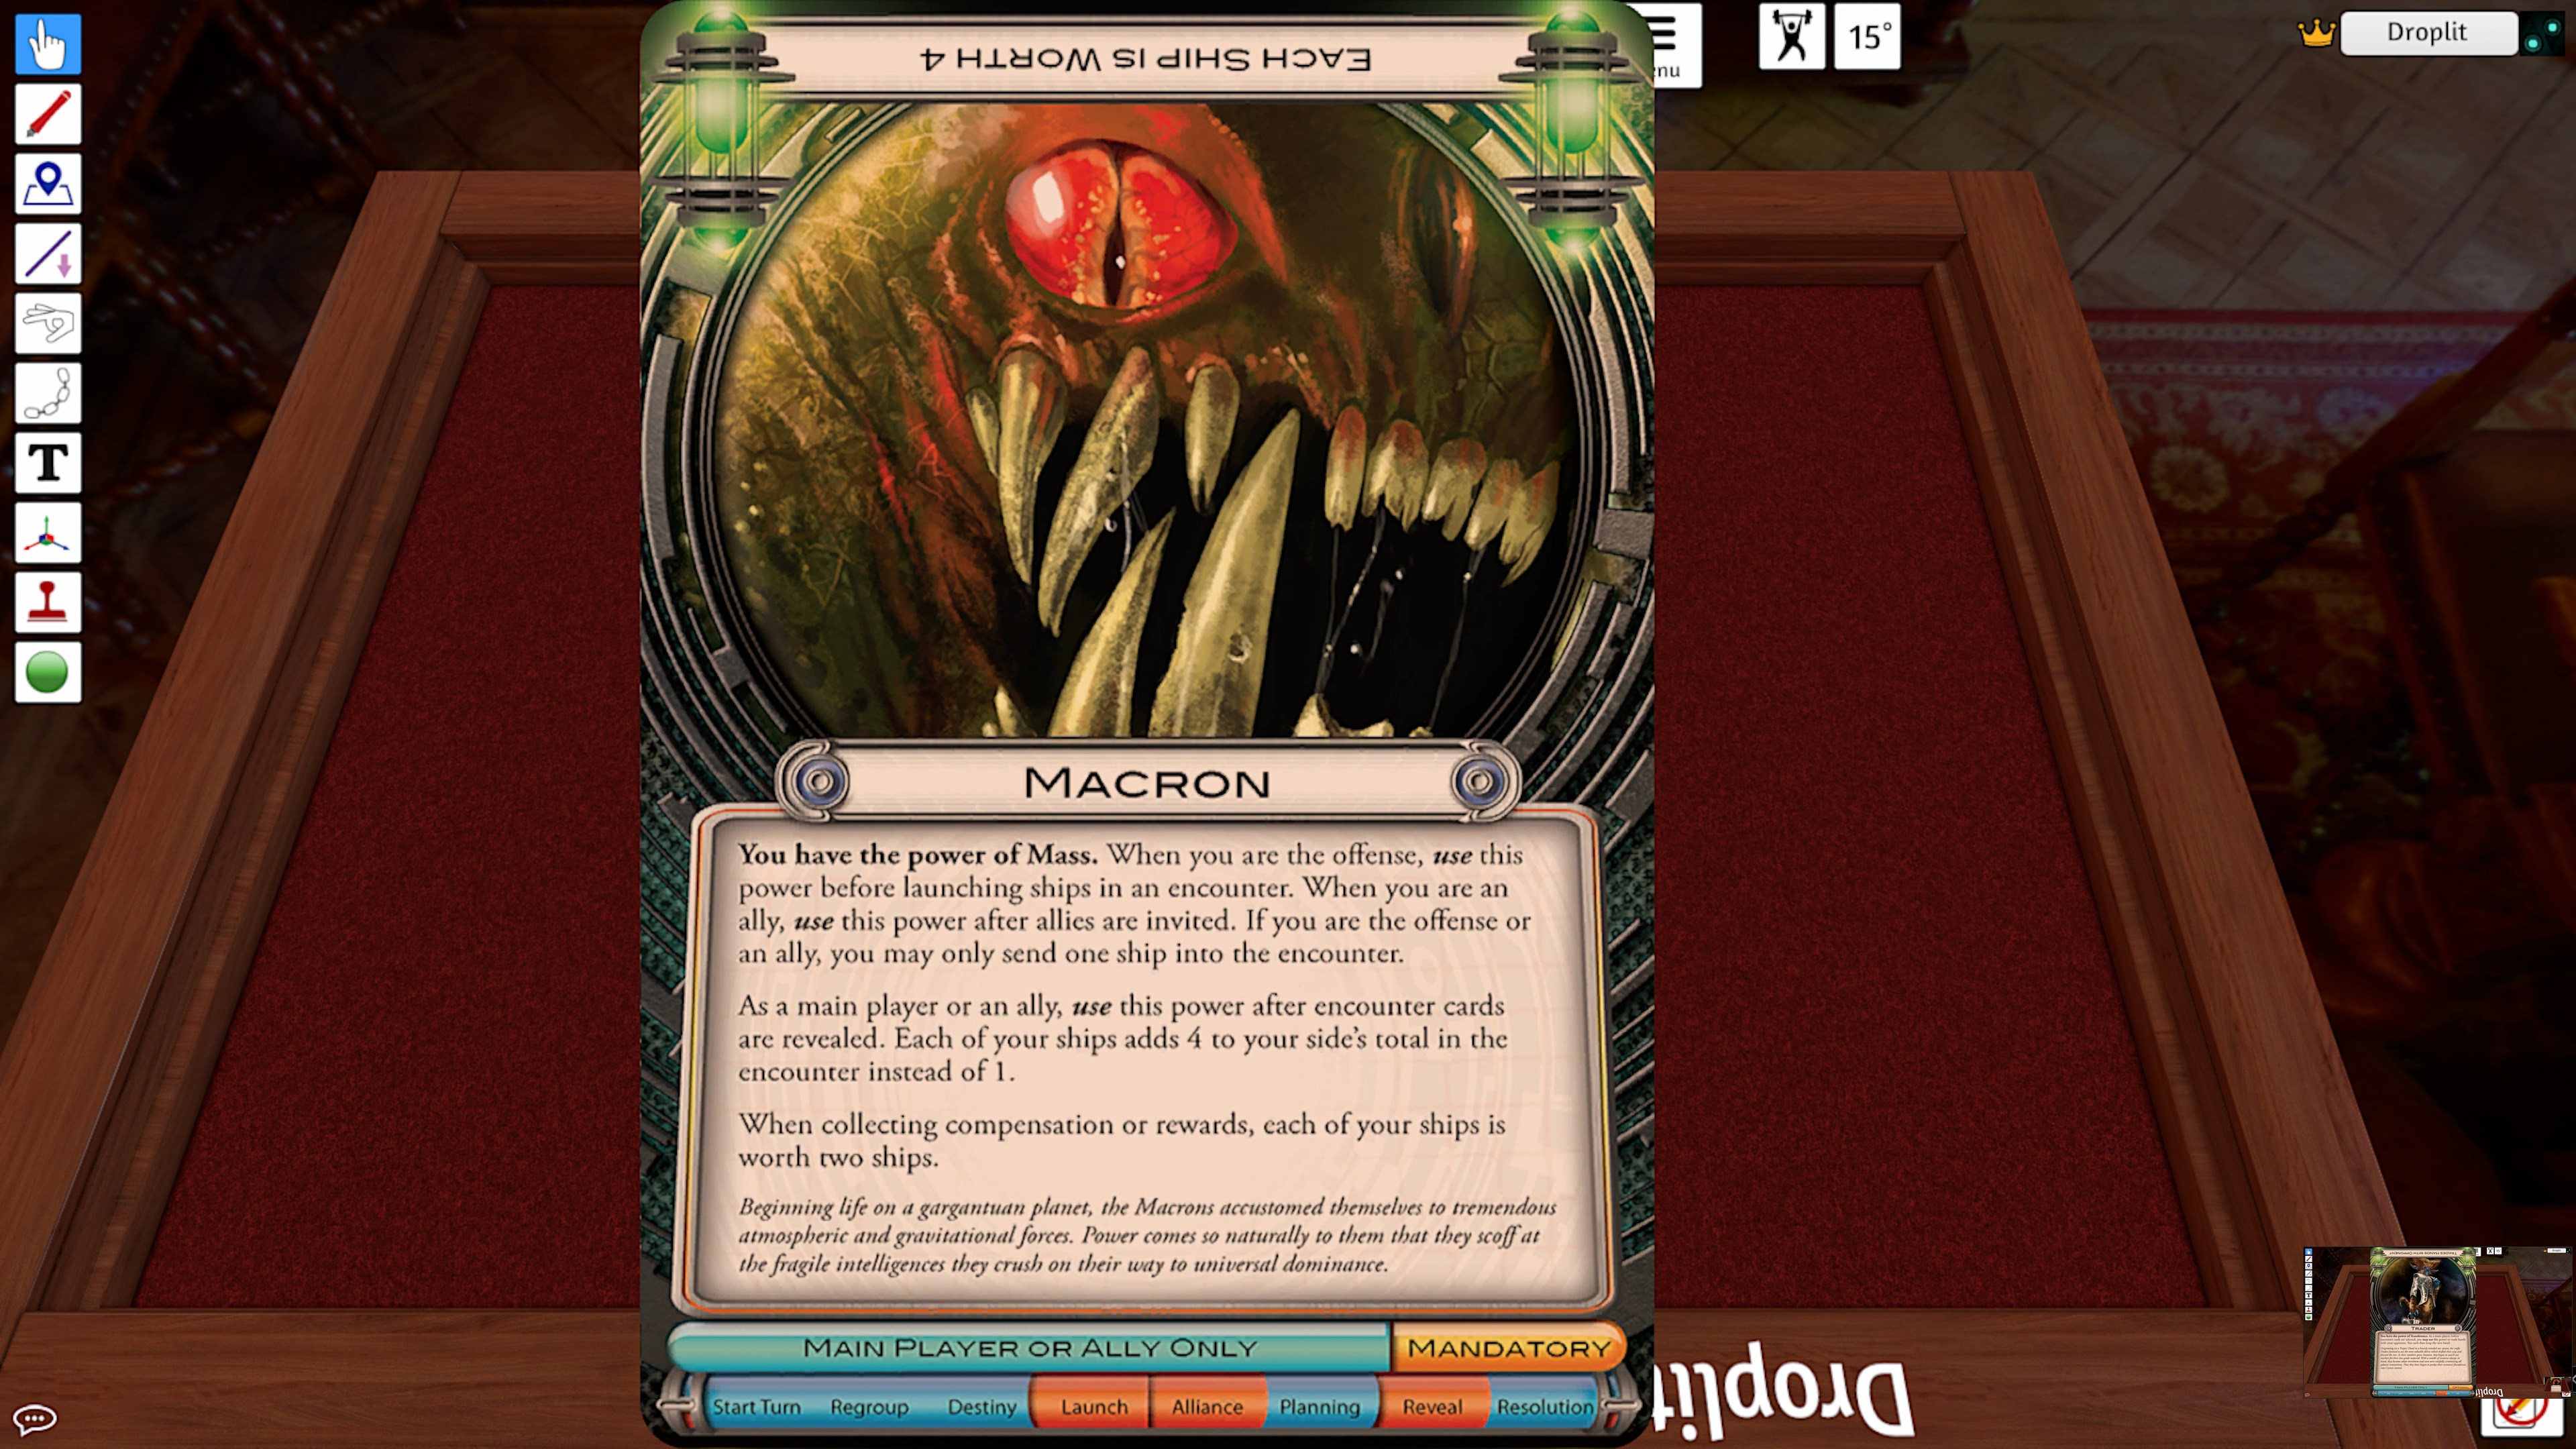 EACH SHIP IS WORTH 4
nu
15°
Droplit
T
MACRON
You have the power of Mass. When you are the offense, use this
power before launching ships in an encounter. When you are an
ally, use this power after allies are invited. If you are the offense or
an ally, you may only send one ship into the encounter.
As a main player or an ally, use this power after encounter cards
are revealed. Each of your ships adds 4 to your side's total in the
encounter instead of 1.
When collecting compensation or rewards, each of your ships is
worth two ships.
Beginning life on a gargantuan planet, the Macrons accustomed themselves to tremendous
atmospheric and gravitational forces. Power comes so naturally to them that they scoff at
the fragile intelligences they crush on their way to universal dominance.
MAIN PLAYER OR ALLY ONLY MANDATORY
Start Turn Regroup Destiny Launch Alliance Planning Reveal Resolution
Droplit
TRADER